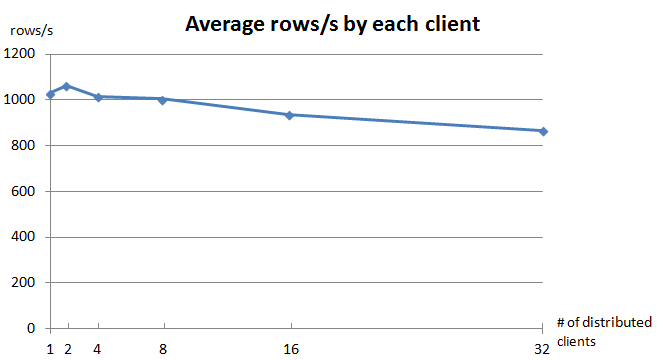 Average rows/s by each client
rows/s
1200
1000
800
600
400
200
0
1 2 4 8 16 32
# of distributed
clients